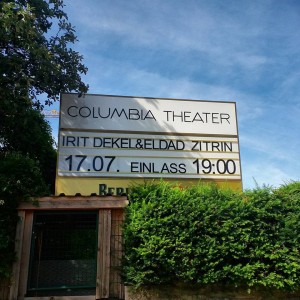 COLUMBIA THEATER
IRIT DEKEL&ELDAD ZITRIN
17.07. EINLASS 19:00